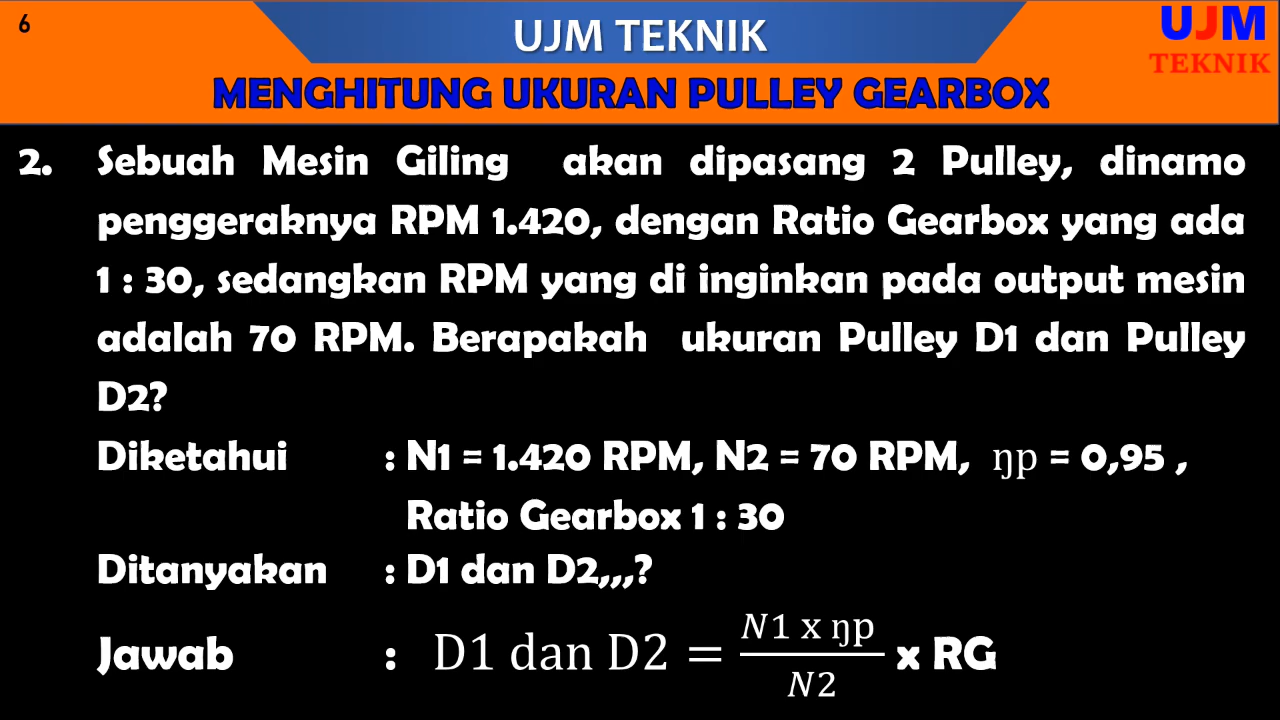 6
UJM TEKNIK
UJM
TEKNIK
MENGHITUNG UKURAN PULLEY GEARBOX
2. Sebuah Mesin Giling akan dipasang 2 Pulley, dinamo
penggeraknya RPM 1.420, dengan Ratio Gearbox yang ada
1 : 30, sedangkan RPM yang di inginkan pada output mesin
adalah 70 RPM. Berapakah ukuran Pulley D1 dan Pulley
D2?
Diketahui : N1 = 1.420 RPM, N2 = 70 RPM, ŋp = 0,95 ,
Ratio Gearbox 1 : 30
Ditanyakan : D1 dan D2,,,?
Jawab : D1 dan D2 = N1 x ŋp / N2 x RG